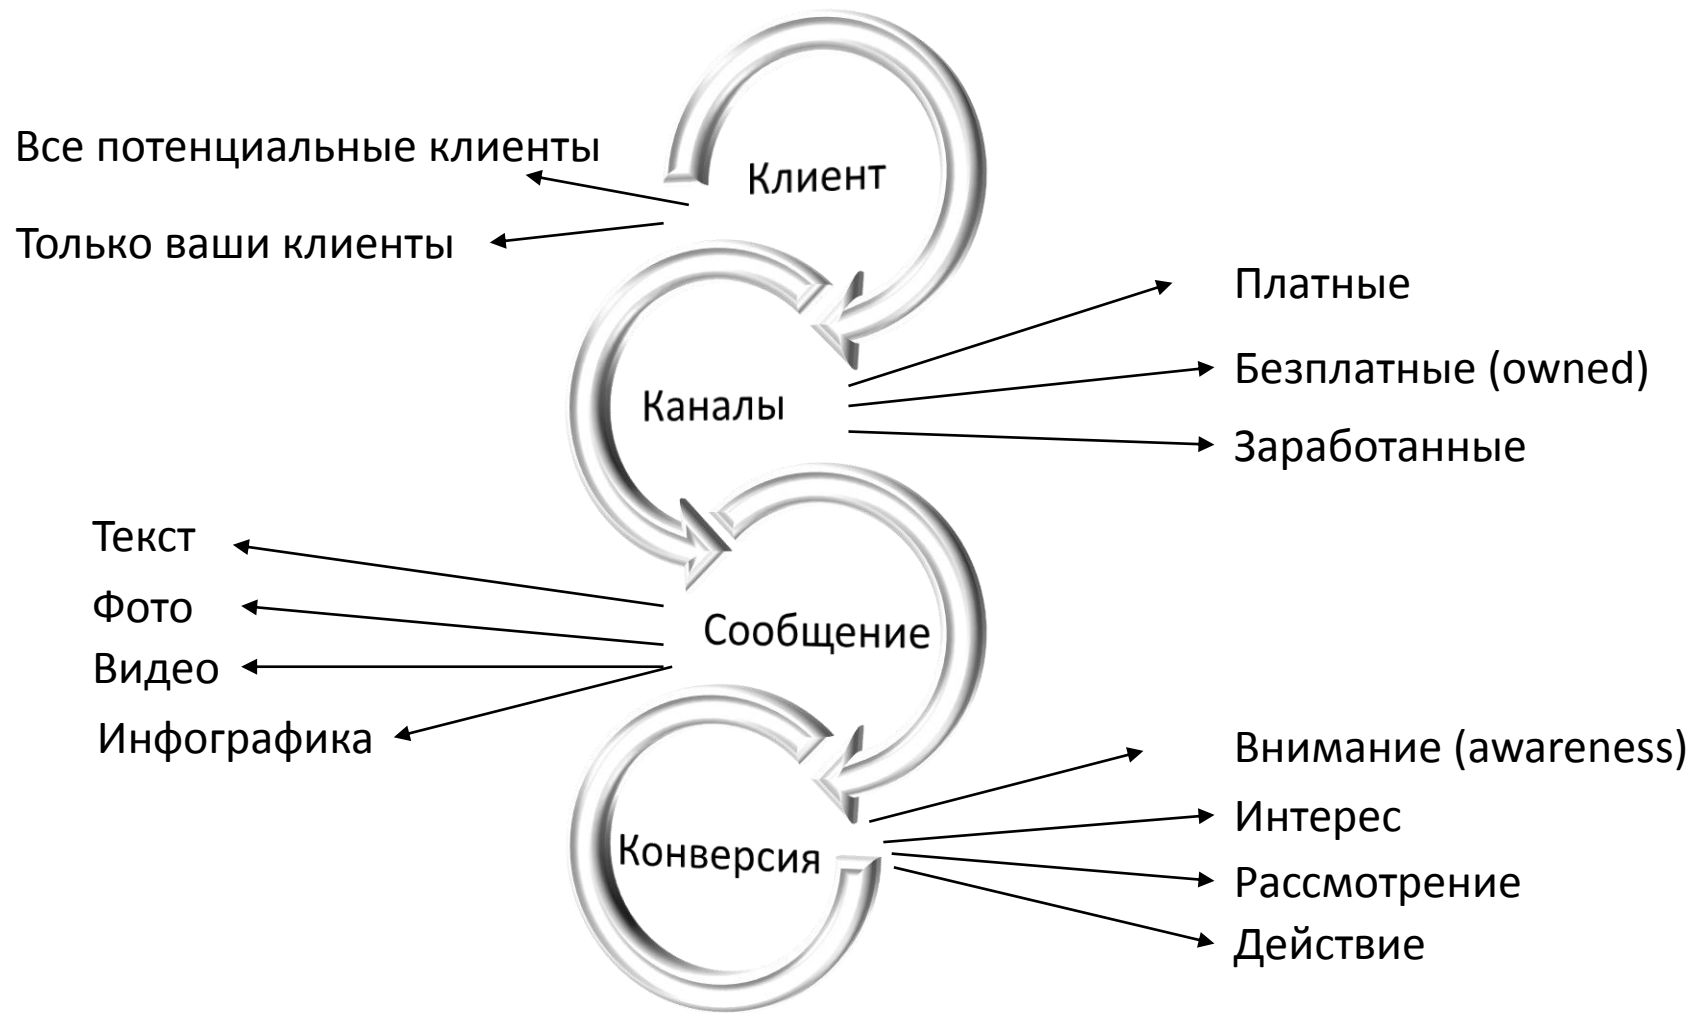 Клиент
Все потенциальные клиенты
Только ваши клиенты
Каналы
Платные
Безплатные (owned)
Заработанные
Сообщение
Текст
Фото
Видео
Инфографика
Конверсия
Внимание (awareness)
Интерес
Рассмотрение
Действие